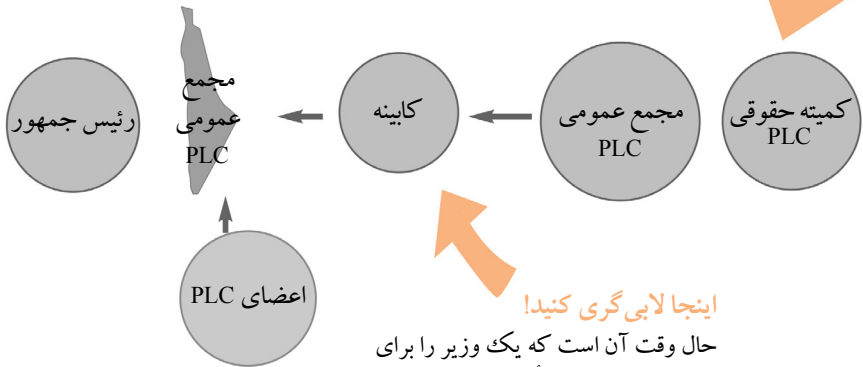 کمیته حقوقی
PLC
مجمع عمومی
PLC
کابینه
مجمع
عمومی
PLC
رئیس جمهور
اعضای PLC
اینجا لابی‌گری کنید!
حال وقت آن است که یک وزیر را برای